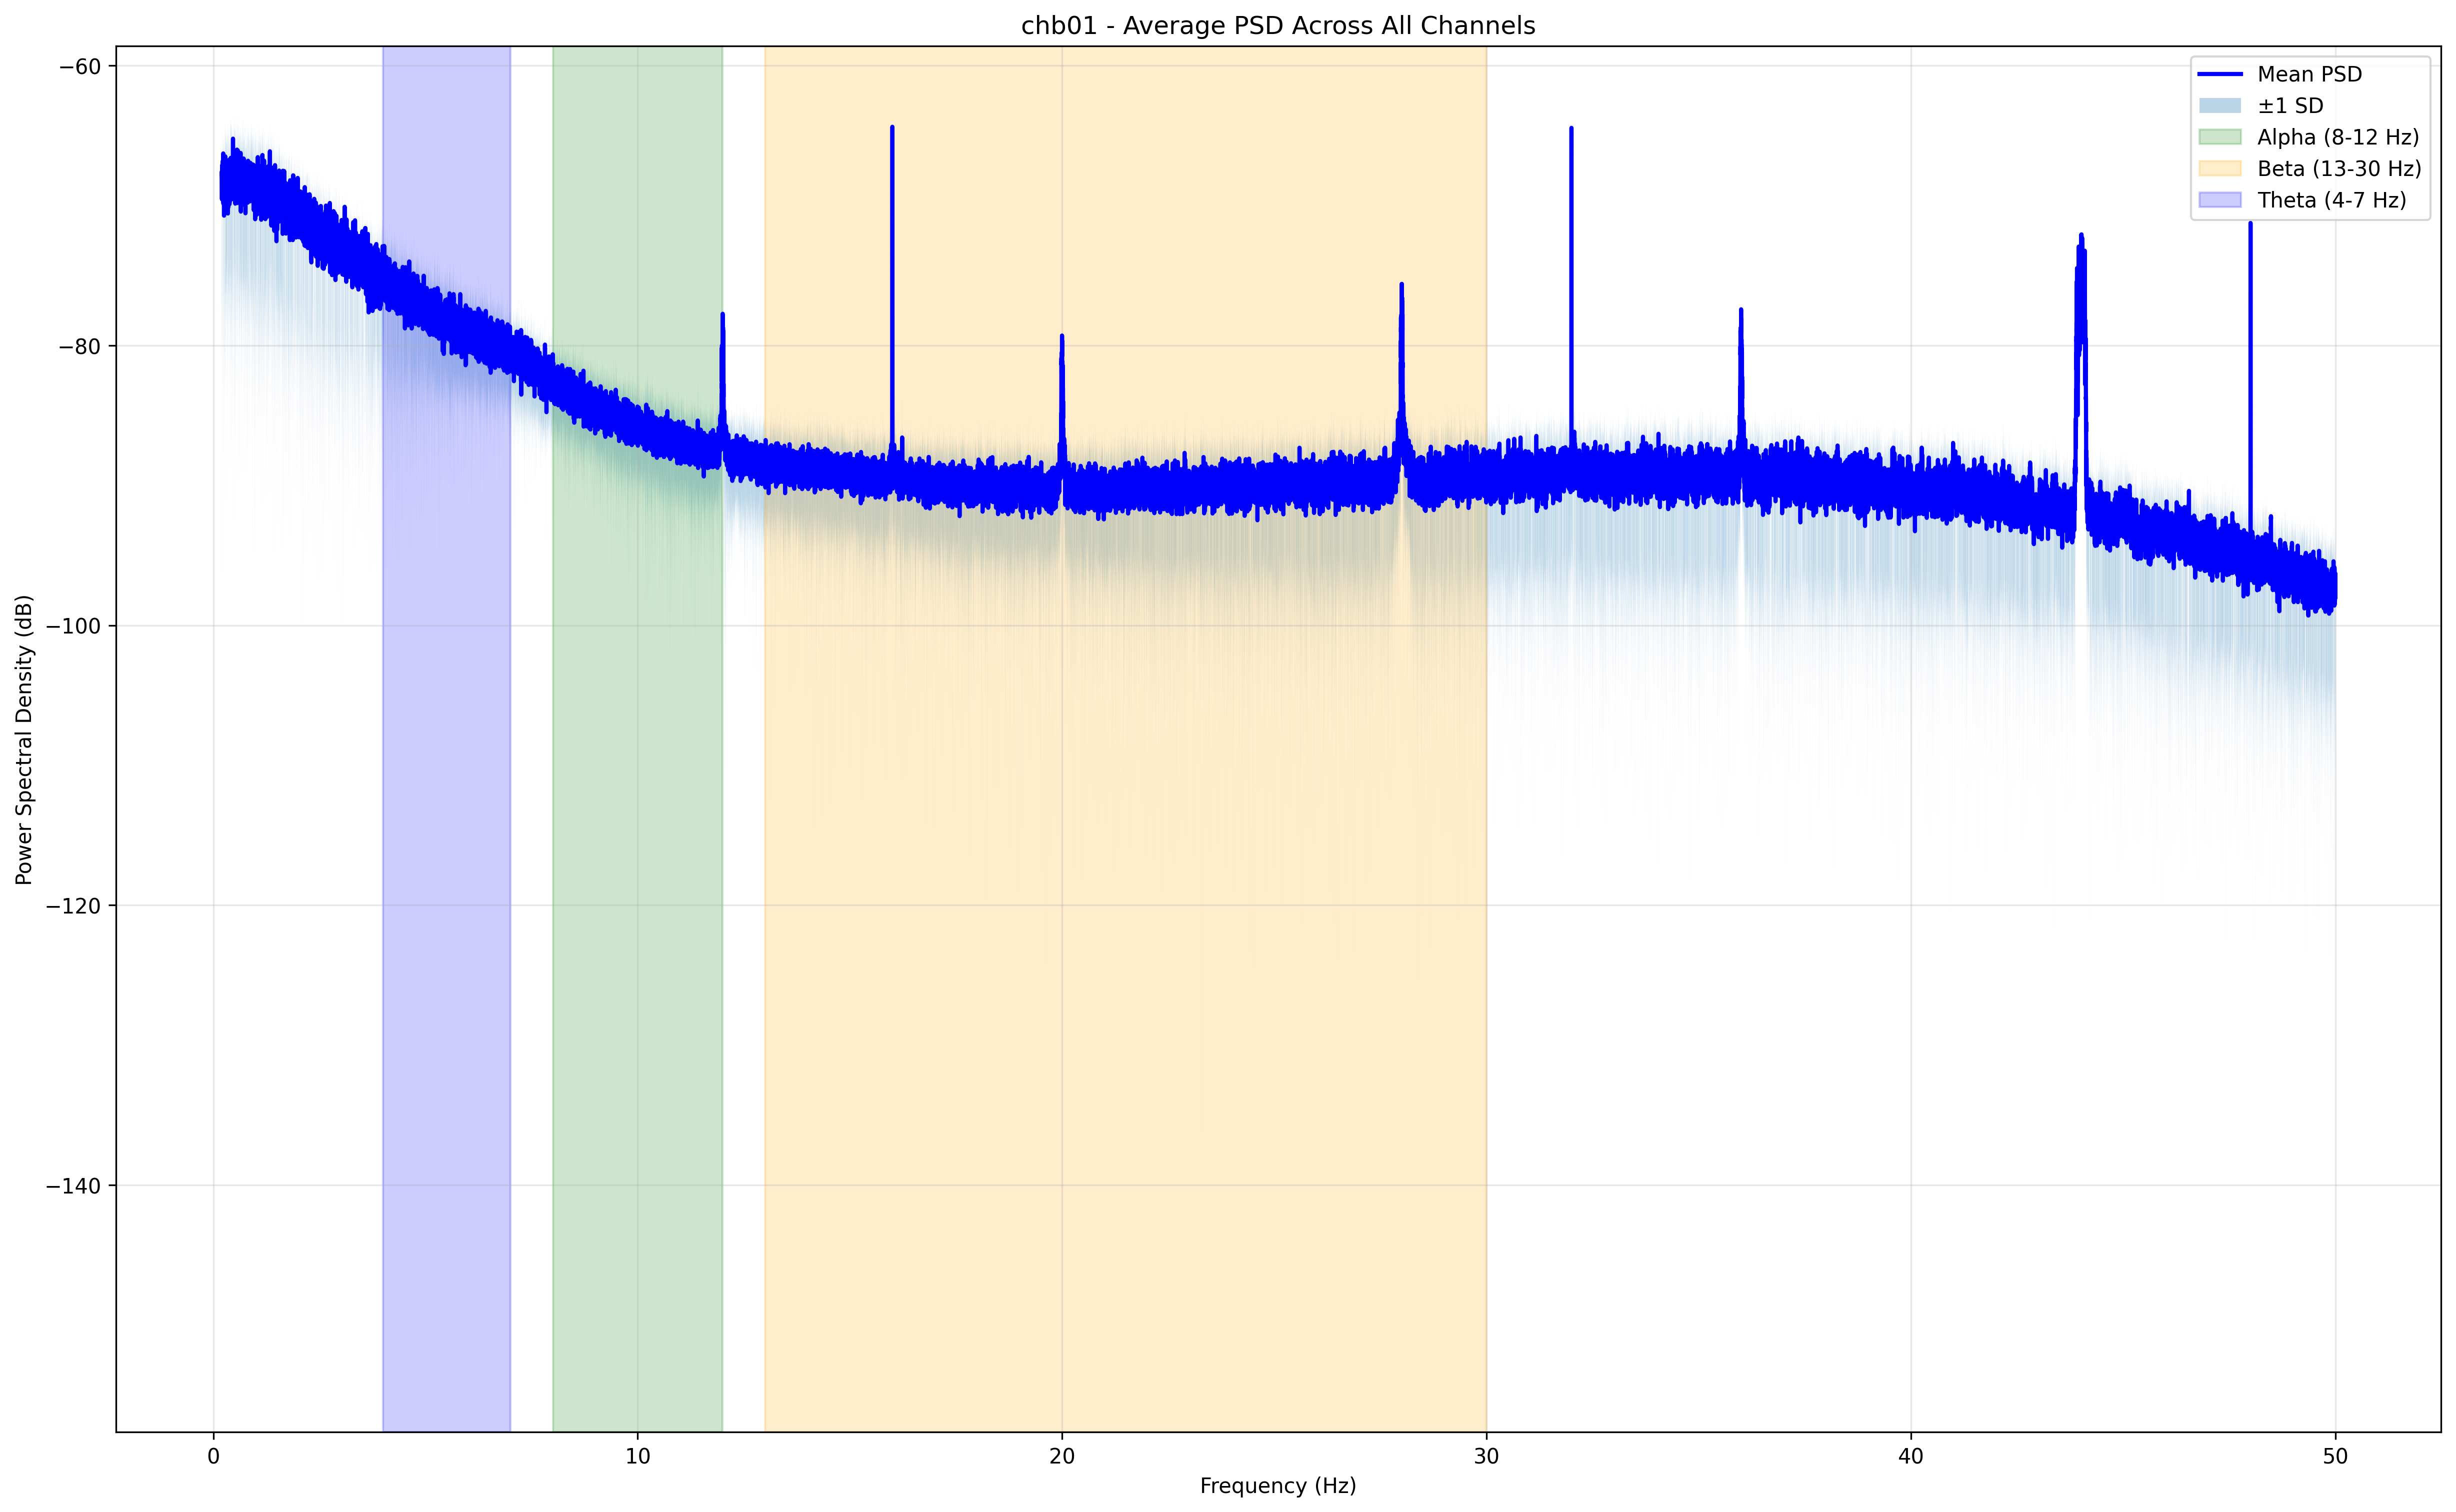 chb01 - Average PSD Across All Channels
Mean PSD
±1 SD
Alpha (8-12 Hz)
Beta (13-30 Hz)
Theta (4-7 Hz)
Power Spectral Density (dB)
−60
−80
−100
−120
−140
0
10
20
30
40
50
Frequency (Hz)